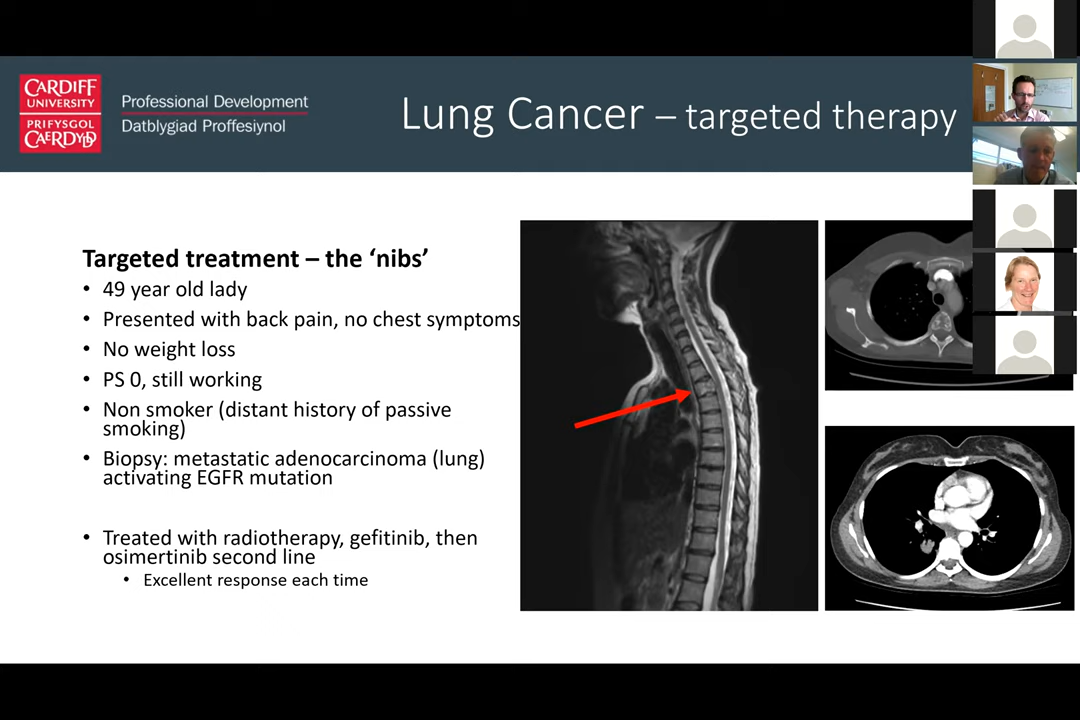 CARDIFF
UNIVERSITY
PRIFYSGOL
CAERDYDD
Professional Development
Datblygiad Proffesiynol
Lung Cancer – targeted therapy
Targeted treatment – the ‘nibs’
• 49 year old lady
• Presented with back pain, no chest symptoms
• No weight loss
• PS 0, still working
• Non smoker (distant history of passive
smoking)
• Biopsy: metastatic adenocarcinoma (lung)
activating EGFR mutation
• Treated with radiotherapy, gefitinib, then
osimertinib second line
• Excellent response each time